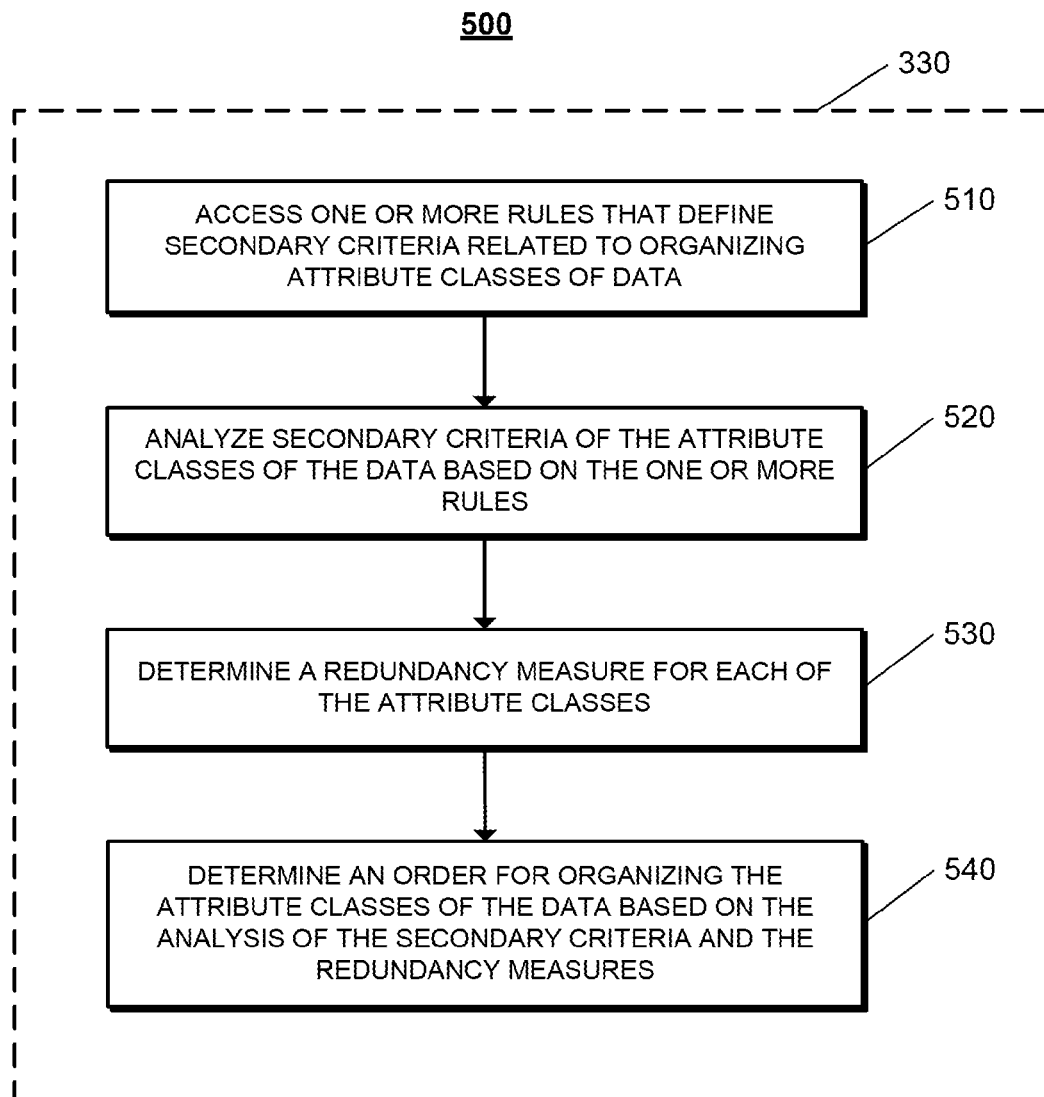 500
330
ACCESS ONE OR MORE RULES THAT DEFINE
SECONDARY CRITERIA RELATED TO ORGANIZING
ATTRIBUTE CLASSES OF DATA
510
ANALYZE SECONDARY CRITERIA OF THE ATTRIBUTE
CLASSES OF THE DATA BASED ON THE ONE OR MORE
RULES
520
DETERMINE A REDUNDANCY MEASURE FOR EACH OF
THE ATTRIBUTE CLASSES
530
DETERMINE AN ORDER FOR ORGANIZING THE
ATTRIBUTE CLASSES OF THE DATA BASED ON THE
ANALYSIS OF THE SECONDARY CRITERIA AND THE
REDUNDANCY MEASURES
540